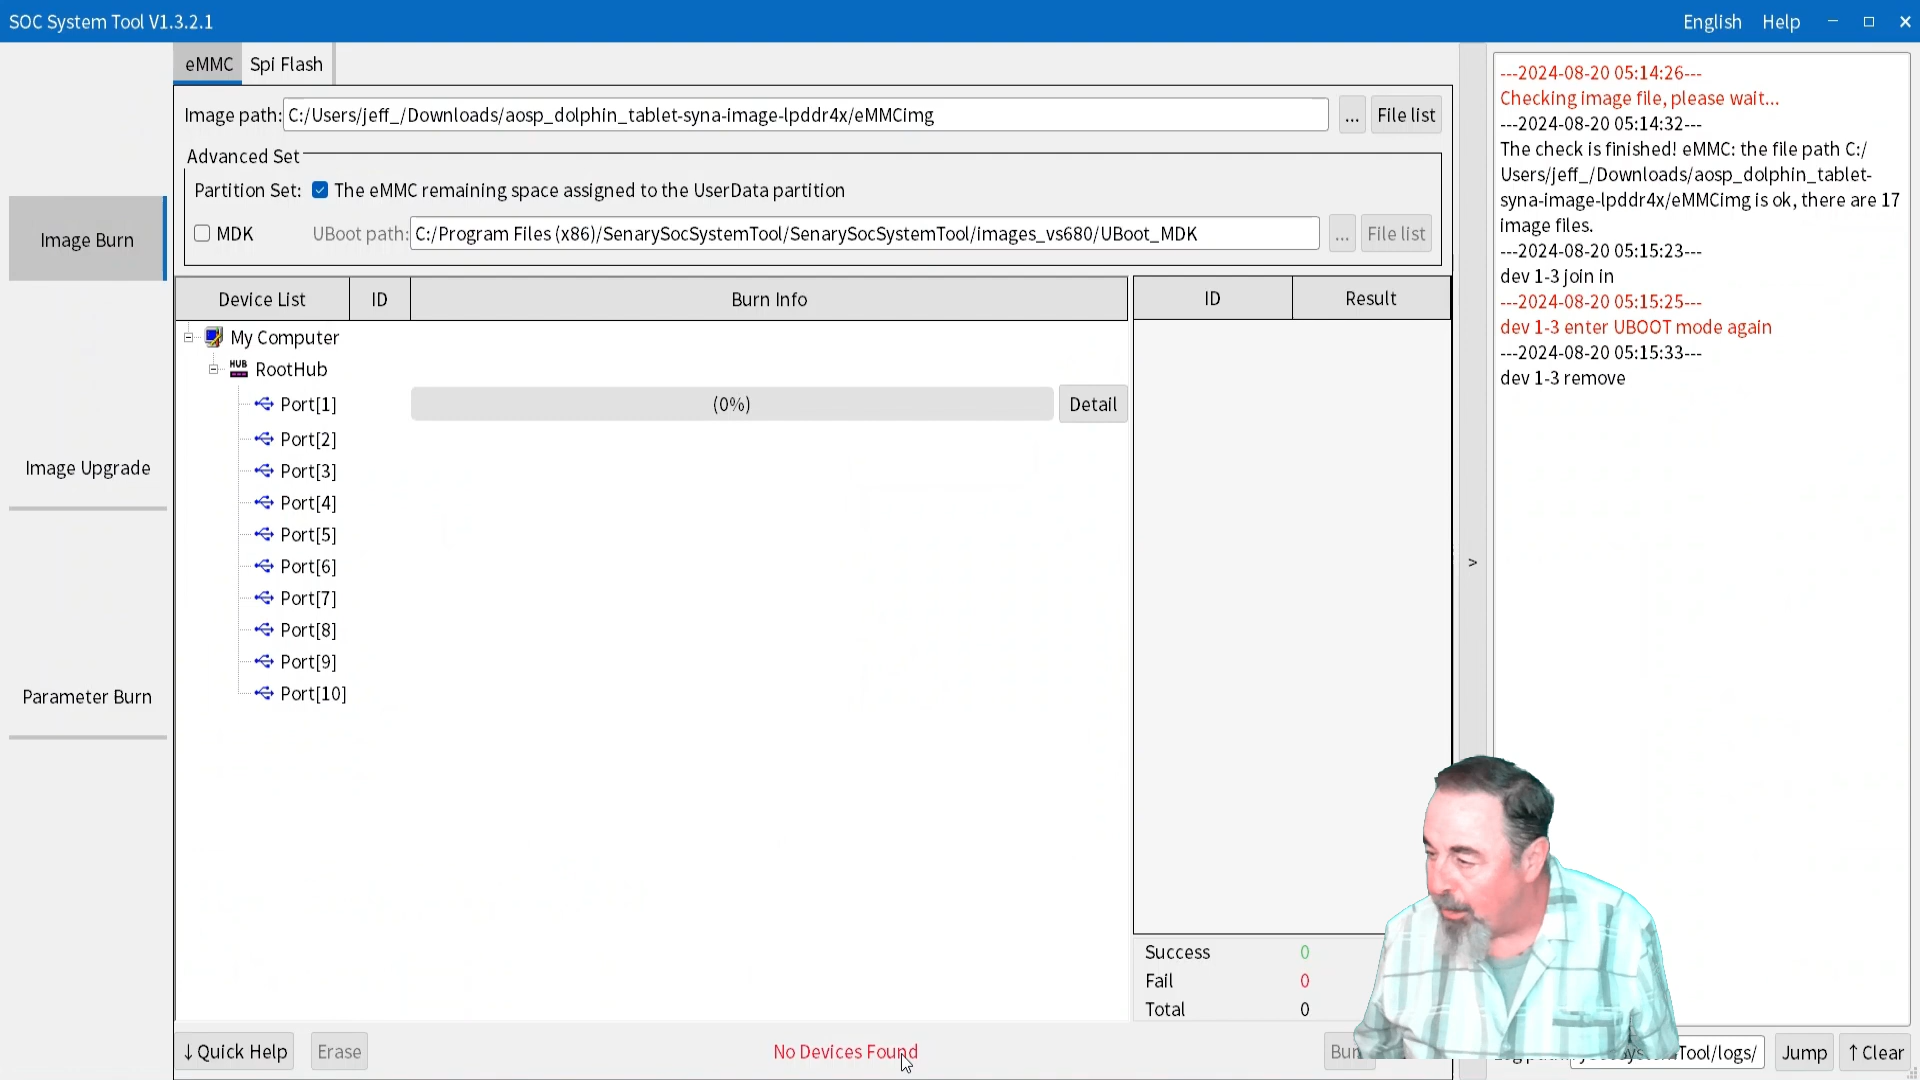 SOC System Tool V1.3.2.1
English Help
eMMC Spi Flash
Image path: C:/Users/jeff_/Downloads/aosp_dolphin_tablet-syna-image-lpddr4x/eMMCimg ... File list
Advanced Set
Partition Set: The eMMC remaining space assigned to the UserData partition
MDK UBoot path: C:/Program Files (x86)/SenarySocSystemTool/SenarySocSystemTool/images_vs680/UBoot_MDK ... File list
Image Burn
Image Upgrade
Parameter Burn
Device List ID Burn Info
My Computer
HUB RootHub
Port[1] (0%) Detail
Port[2]
Port[3]
Port[4]
Port[5]
Port[6]
Port[7]
Port[8]
Port[9]
Port[10]
ID Result
Success 0
Fail 0
Total 0
>
---2024-08-20 05:14:26---
Checking image file, please wait...
---2024-08-20 05:14:32---
The check is finished! eMMC: the file path C:/
Users/jeff_/Downloads/aosp_dolphin_tablet-
syna-image-lpddr4x/eMMCimg is ok, there are 17
image files.
---2024-08-20 05:15:23---
dev 1-3 join in
---2024-08-20 05:15:25---
dev 1-3 enter UBOOT mode again
---2024-08-20 05:15:33---
dev 1-3 remove
↓Quick Help Erase No Devices Found Tool/logs/ Jump ↑Clear